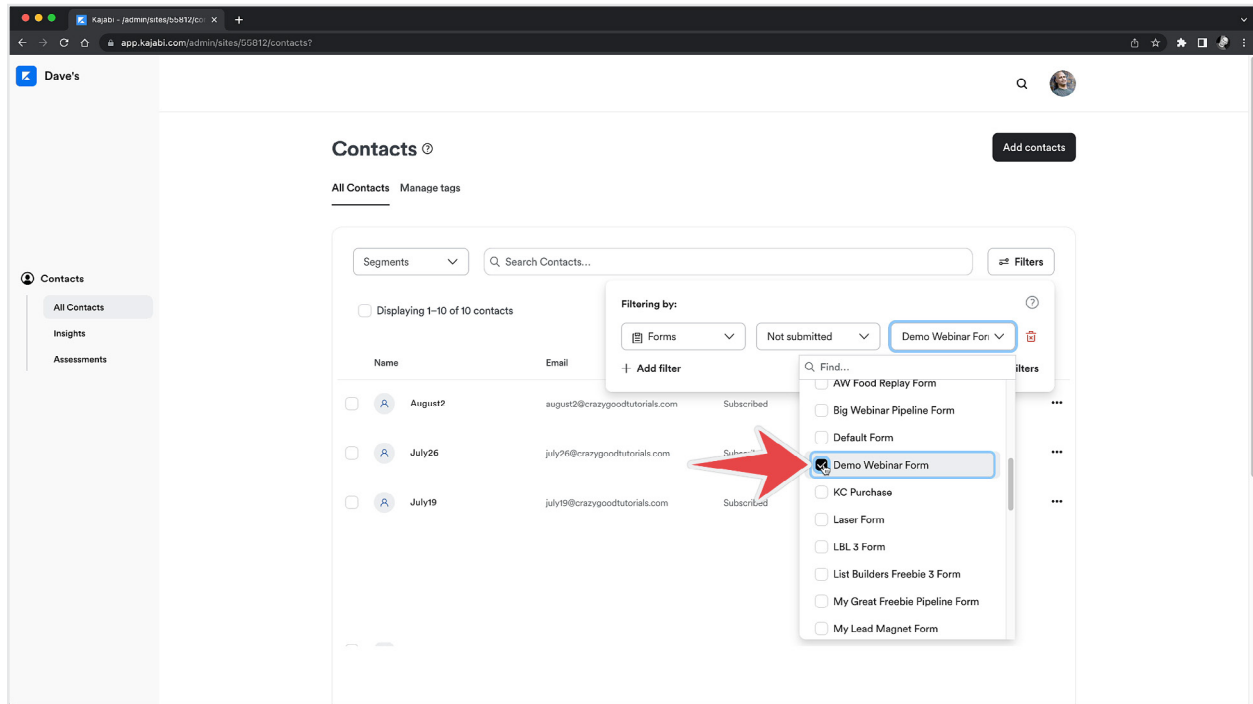 Kajabi - /admin/sites/55812/co
app.kajabi.com/admin/sites/55812/contacts?
Dave's
Contacts
Add contacts
All Contacts Manage tags
Segments
Search Contacts...
Filters
Contacts
All Contacts
Insights
Assessments
Displaying 1–10 of 10 contacts
Filtering by:
Forms
Not submitted
Demo Webinar For
Add filter
ilters
Name
Email
Find...
AW Food Replay Form
Big Webinar Pipeline Form
Default Form
Demo Webinar Form
KC Purchase
Laser Form
LBL 3 Form
List Builders Freebie 3 Form
My Great Freebie Pipeline Form
My Lead Magnet Form
August2 august2@crazygoodtutorials.com Subscribed
July26 july26@crazygoodtutorials.com
July19 july19@crazygoodtutorials.com Subscribed